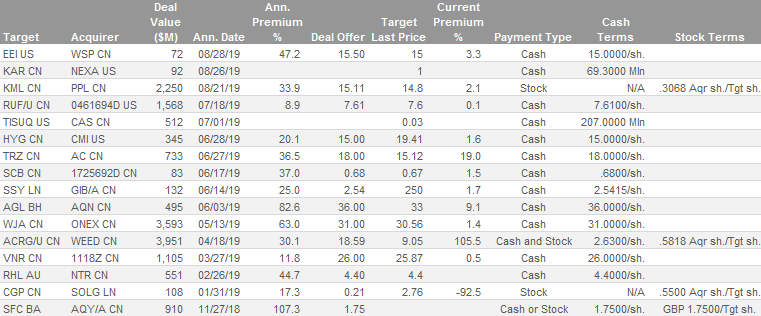 Deal Ann. Target Current
Value Premium Last Price Premium Cash
Target Acquirer ($M) Ann. Date % Deal Offer Last Price % Payment Type Terms Stock Terms
EEI US WSP CN 72 08/28/19 47.2 15.50 15 3.3 Cash 15.0000/sh.
KAR CN NEXA US 92 08/26/19 1 Cash 69.3000 Mln
KML CN PPL CN 2,250 08/21/19 33.9 15.11 14.8 2.1 Stock N/A .3068 Aqr sh./Tgt sh.
RUF/U CN 0461694D US 1,568 07/18/19 8.9 7.61 7.6 0.1 Cash 7.6100/sh.
TISUQ US CAS CN 512 07/01/19 0.03 Cash 207.0000 Mln
HYG CN CMI US 345 06/28/19 20.1 15.00 19.41 1.6 Cash 15.0000/sh.
TRZ CN AC CN 733 06/27/19 36.5 18.00 15.12 19.0 Cash 18.0000/sh.
SCB CN 1725692D CN 83 06/17/19 37.0 0.68 0.67 1.5 Cash .6800/sh.
SSY LN GIB/A CN 132 06/14/19 25.0 2.54 250 1.7 Cash 2.5415/sh.
AGL BH AQN CN 495 06/03/19 82.6 36.00 33 9.1 Cash 36.0000/sh.
WJA CN ONEX CN 3,593 05/13/19 63.0 31.00 30.56 1.4 Cash 31.0000/sh.
ACRG/U CN WEED CN 3,951 04/18/19 30.1 18.59 9.05 105.5 Cash and Stock 2.6300/sh. .5818 Aqr sh./Tgt sh.
VNR CN 1118Z CN 1,105 03/27/19 11.8 26.00 25.87 0.5 Cash 26.0000/sh.
RHL AU NTR CN 551 02/26/19 44.7 4.40 4.4 Cash 4.4000/sh.
CGP CN SOLG LN 108 01/31/19 17.3 0.21 2.76 -92.5 Stock N/A .5500 Aqr sh./Tgt sh.
SFC BA AQY/A CN 910 11/27/18 107.3 1.75 Cash or Stock 1.7500/sh. GBP 1.7500/Tgt sh.